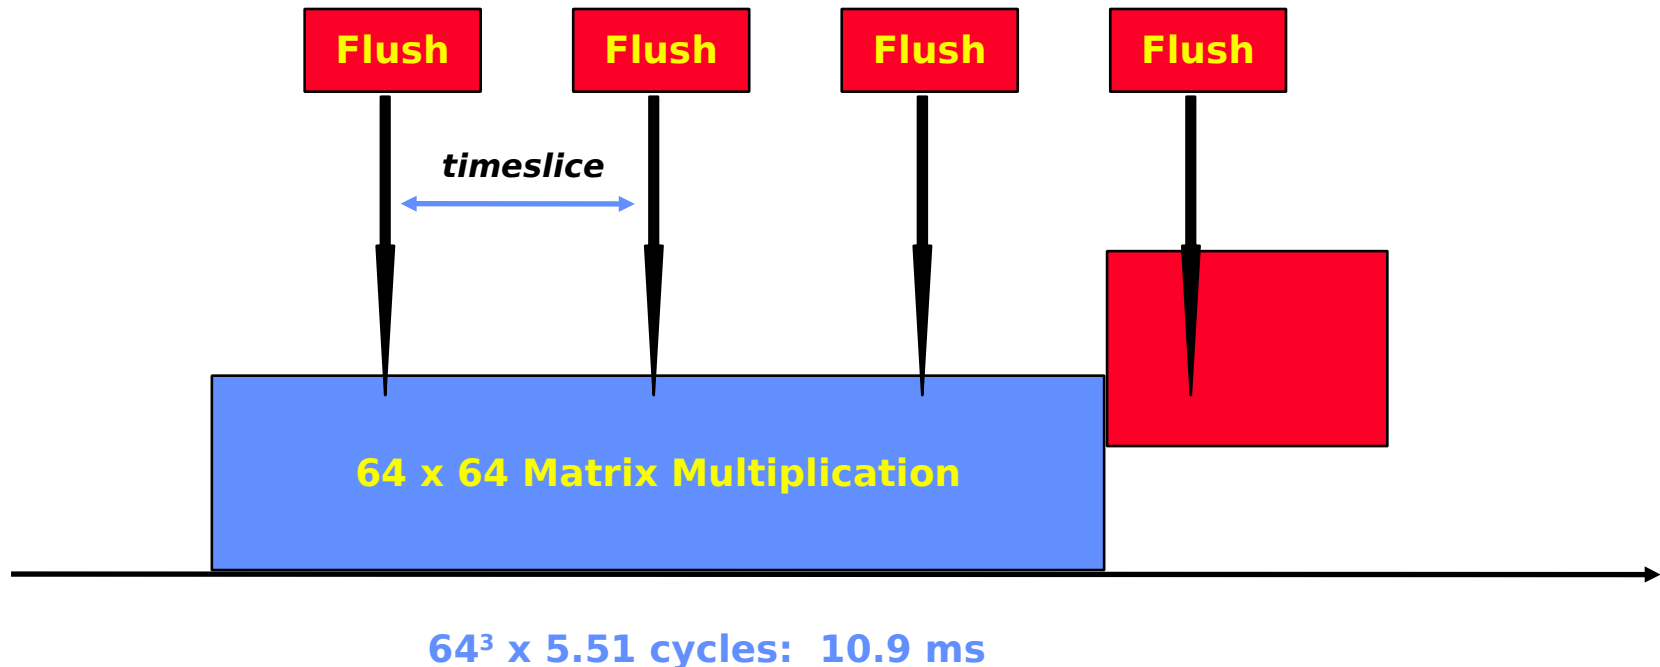 Flush Flush Flush Flush
timeslice
64 x 64 Matrix Multiplication
64³ x 5.51 cycles: 10.9 ms